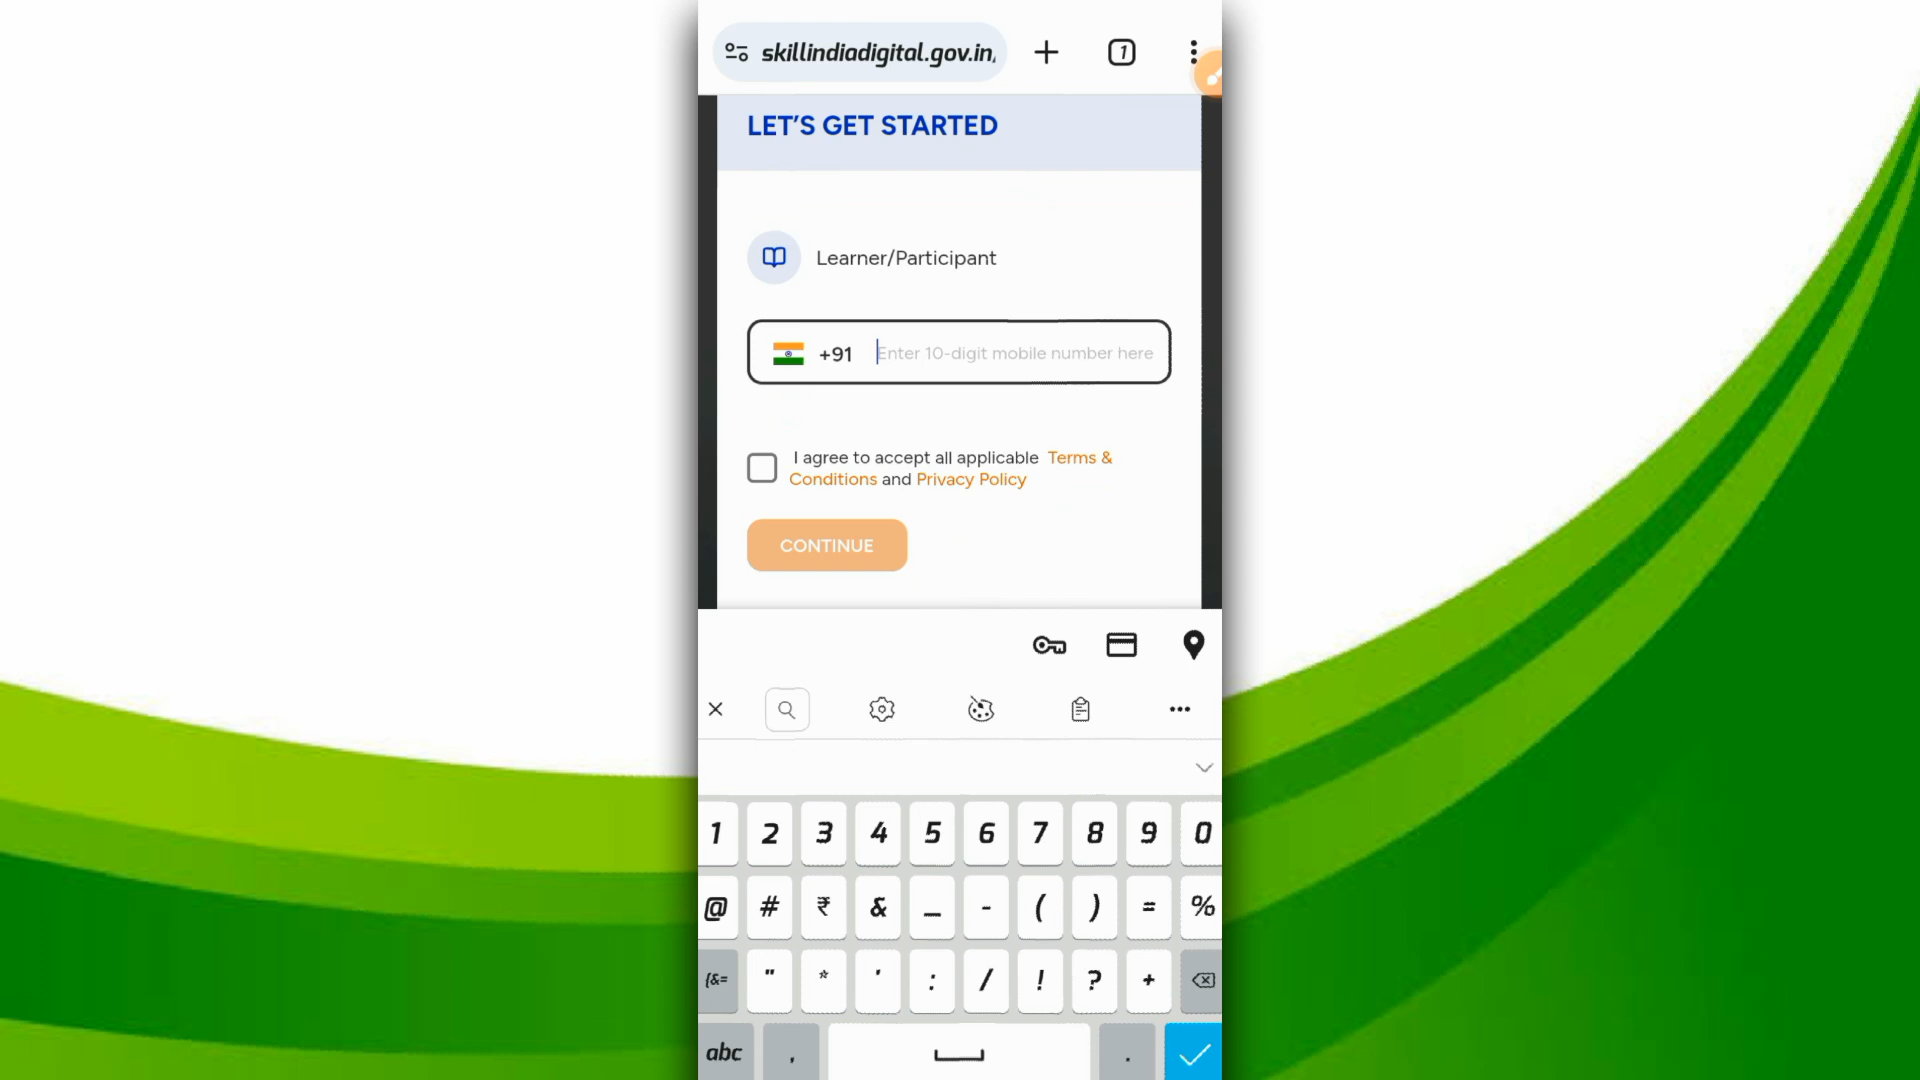 skillindiadigital.gov.in/
1
LET’S GET STARTED
Learner/Participant
+91 Enter 10-digit mobile number here
I agree to accept all applicable Terms &
Conditions and Privacy Policy
CONTINUE
1 2 3 4 5 6 7 8 9 0
@ # ₹ & _ - ( ) = %
{&= " * ' : / ! ? +
abc , .